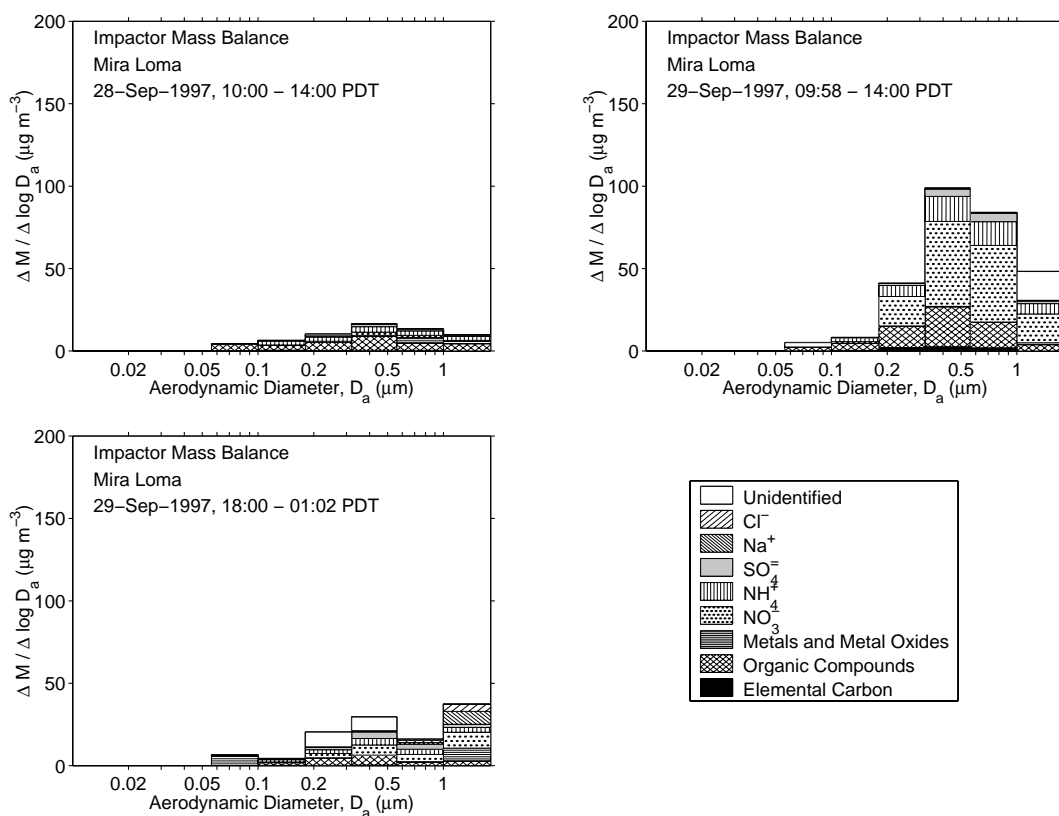 200
150
100
50
0
Δ M / Δ log D_a (μg m⁻³)
Impactor Mass Balance
Mira Loma
28−Sep−1997, 10:00 − 14:00 PDT
0.02 0.05 0.1 0.2 0.5 1
Aerodynamic Diameter, D_a (μm)
200
150
100
50
0
Δ M / Δ log D_a (μg m⁻³)
Impactor Mass Balance
Mira Loma
29−Sep−1997, 09:58 − 14:00 PDT
0.02 0.05 0.1 0.2 0.5 1
Aerodynamic Diameter, D_a (μm)
200
150
100
50
0
Δ M / Δ log D_a (μg m⁻³)
Impactor Mass Balance
Mira Loma
29−Sep−1997, 18:00 − 01:02 PDT
0.02 0.05 0.1 0.2 0.5 1
Aerodynamic Diameter, D_a (μm)
Unidentified
Cl⁻
Na⁺
SO₄⁼
NH₄⁺
NO₃⁻
Metals and Metal Oxides
Organic Compounds
Elemental Carbon